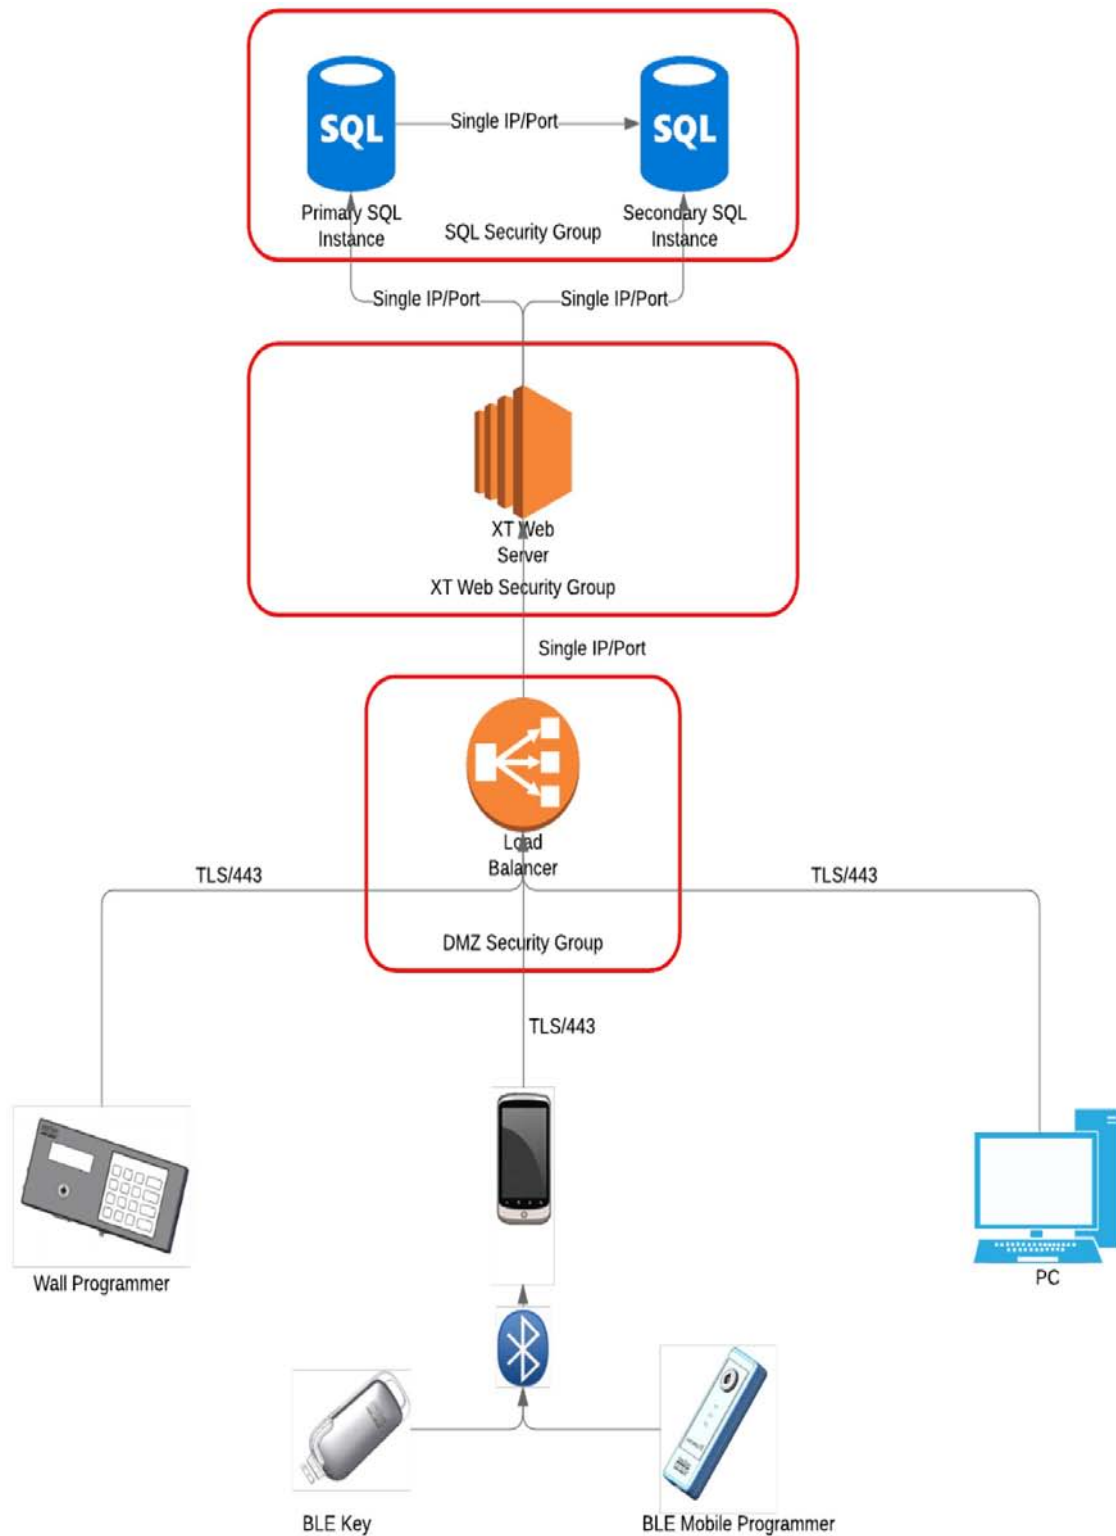 SQL
SQL
Single IP/Port
Primary SQL
Instance
Secondary SQL
Instance
SQL Security Group
Single IP/Port
Single IP/Port
XT Web
Server
XT Web Security Group
Single IP/Port
Load
Balancer
TLS/443
TLS/443
DMZ Security Group
TLS/443
Wall Programmer
PC
BLE Key
BLE Mobile Programmer